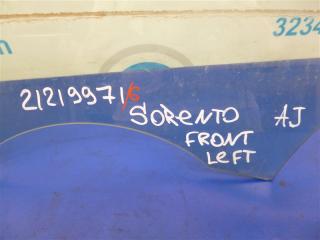 3234
21219971/6
SORENTO AJ
FRONT
LEFT